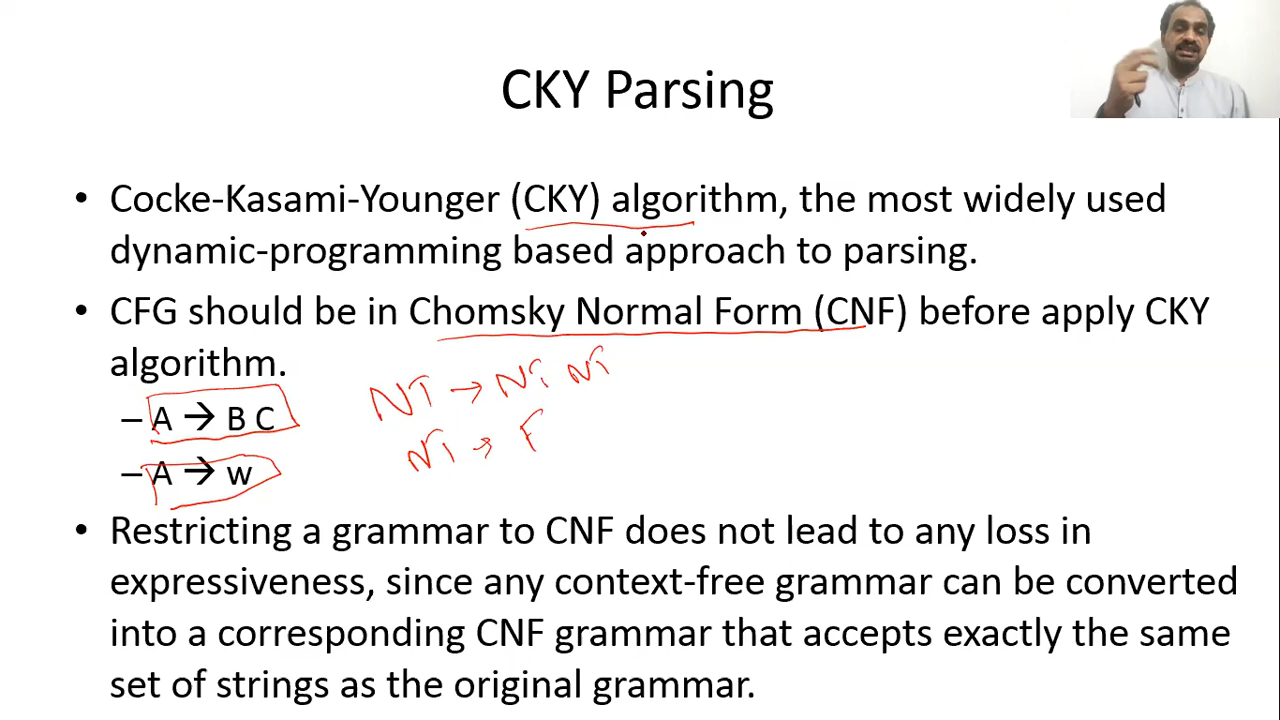 CKY Parsing
• Cocke-Kasami-Younger (CKY) algorithm, the most widely used
dynamic-programming based approach to parsing.
• CFG should be in Chomsky Normal Form (CNF) before apply CKY
algorithm.
NT → NT NT
– A → B C
NT →
– A → w
• Restricting a grammar to CNF does not lead to any loss in
expressiveness, since any context-free grammar can be converted
into a corresponding CNF grammar that accepts exactly the same
set of strings as the original grammar.